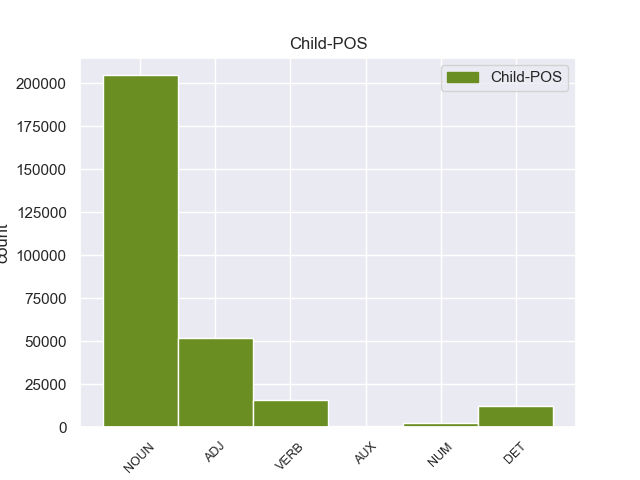 Child-POS
Child-POS
200000
175000
150000
125000
100000
75000
50000
25000
0
count
NOUN
ADJ
VERB
AUX
NUM
DET